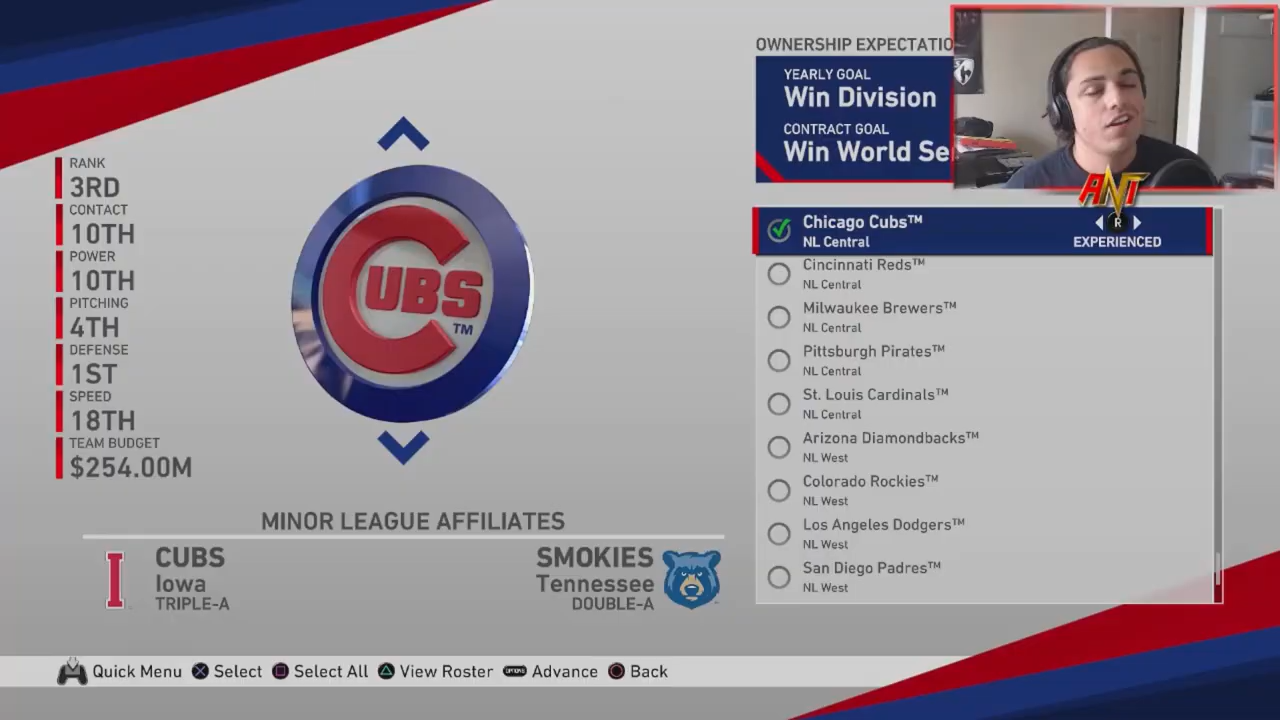 OWNERSHIP EXPECTATIO
YEARLY GOAL
Win Division
CONTRACT GOAL
Win World Se
ANT
RANK
3RD
CONTACT
10TH
POWER
10TH
PITCHING
4TH
DEFENSE
1ST
SPEED
18TH
TEAM BUDGET
$254.00M
CUBS
TM
Chicago Cubs™
NL Central
R
EXPERIENCED
Cincinnati Reds™
NL Central
Milwaukee Brewers™
NL Central
Pittsburgh Pirates™
NL Central
St. Louis Cardinals™
NL Central
Arizona Diamondbacks™
NL West
Colorado Rockies™
NL West
Los Angeles Dodgers™
NL West
San Diego Padres™
NL West
MINOR LEAGUE AFFILIATES
I
CUBS
Iowa
TRIPLE-A
SMOKIES
Tennessee
DOUBLE-A
Quick Menu Select Select All View Roster OPTIONS Advance Back